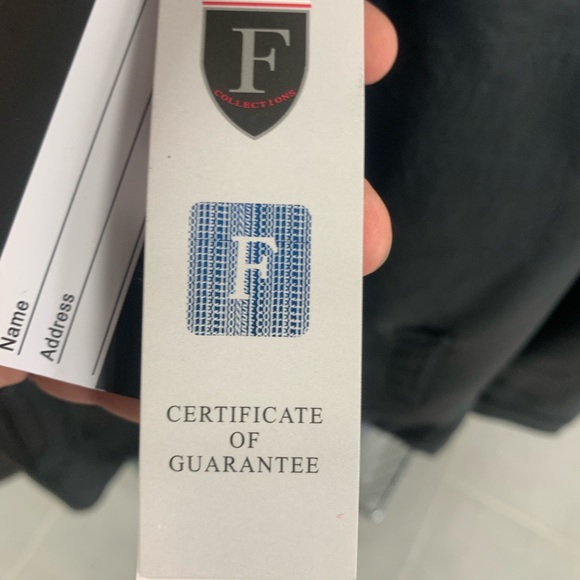 F
COLLECTIONS
F
CERTIFICATE
OF
GUARANTEE
Name
Address